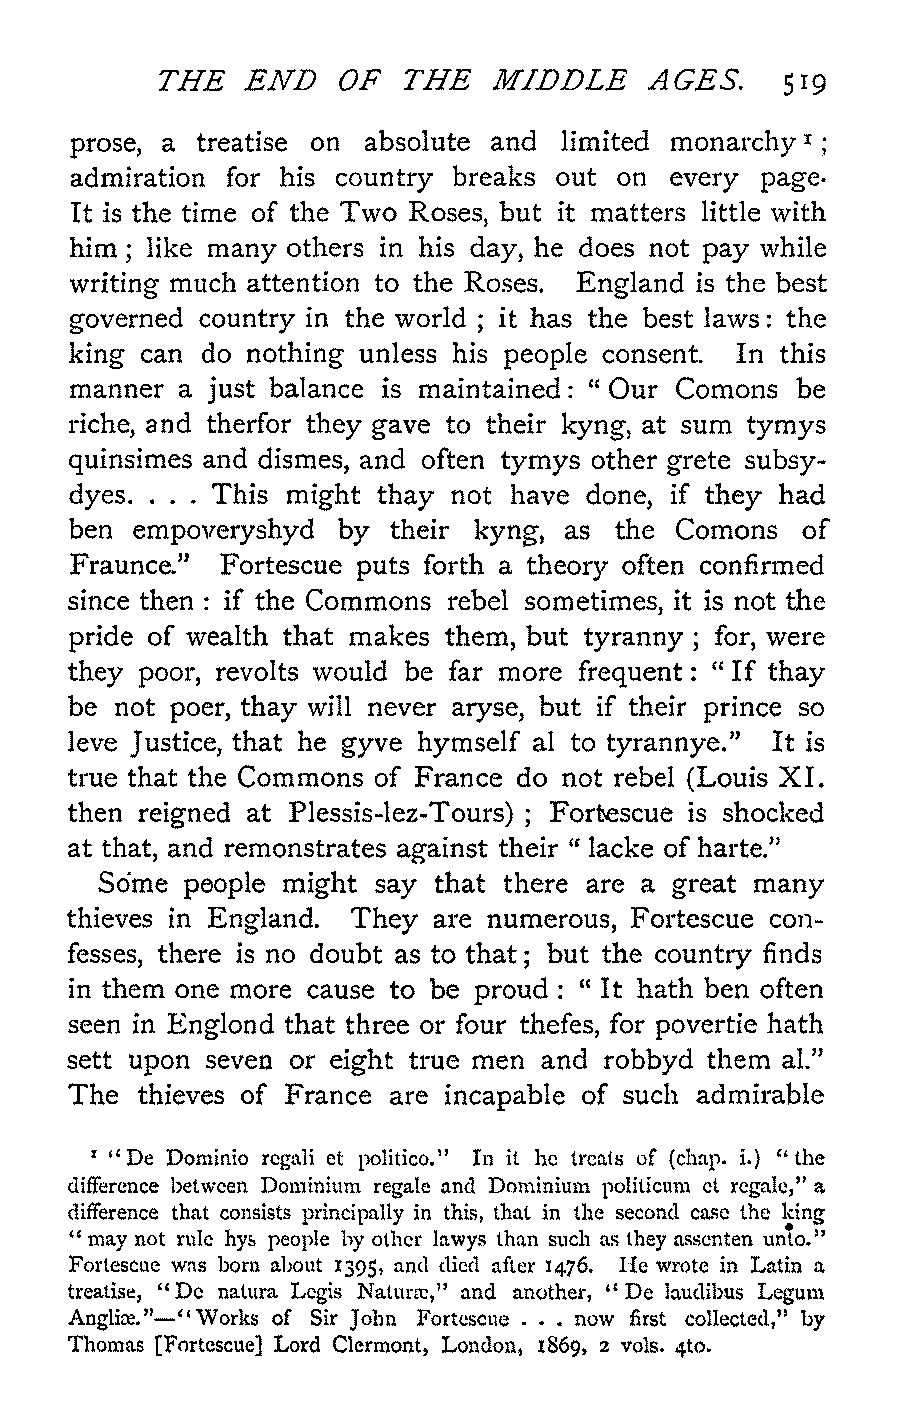 THE END OF THE MIDDLE AGES. 519
prose, a treatise on absolute and limited monarchy ¹ ;
admiration for his country breaks out on every page.
It is the time of the Two Roses, but it matters little with
him ; like many others in his day, he does not pay while
writing much attention to the Roses. England is the best
governed country in the world ; it has the best laws : the
king can do nothing unless his people consent. In this
manner a just balance is maintained : " Our Comons be
riche, and therfor they gave to their kyng, at sum tymys
quinsimes and dismes, and often tymys other grete subsy-
dyes. . . . This might thay not have done, if they had
ben empoveryshyd by their kyng, as the Comons of
Fraunce." Fortescue puts forth a theory often confirmed
since then : if the Commons rebel sometimes, it is not the
pride of wealth that makes them, but tyranny ; for, were
they poor, revolts would be far more frequent : " If thay
be not poer, thay will never aryse, but if their prince so
leve Justice, that he gyve hymself al to tyrannye." It is
true that the Commons of France do not rebel (Louis XI.
then reigned at Plessis-lez-Tours) ; Fortescue is shocked
at that, and remonstrates against their " lacke of harte."
Some people might say that there are a great many
thieves in England. They are numerous, Fortescue con-
fesses, there is no doubt as to that ; but the country finds
in them one more cause to be proud : " It hath ben often
seen in Englond that three or four thefes, for povertie hath
sett upon seven or eight true men and robbyd them al."
The thieves of France are incapable of such admirable
¹ " De Dominio regali et politico." In it he treats of (chap. i.) " the
difference between Dominium regale and Dominium politicum et regale," a
difference that consists principally in this, that in the second case the king
" may not rule hys people by other lawys than such as they assenten unto."
Fortescue was born about 1395, and died after 1476. He wrote in Latin a
treatise, " De natura Legis Naturæ," and another, " De laudibus Legum
Angliæ."—" Works of Sir John Fortescue . . . now first collected," by
Thomas [Fortescue] Lord Clermont, London, 1869, 2 vols. 4to.